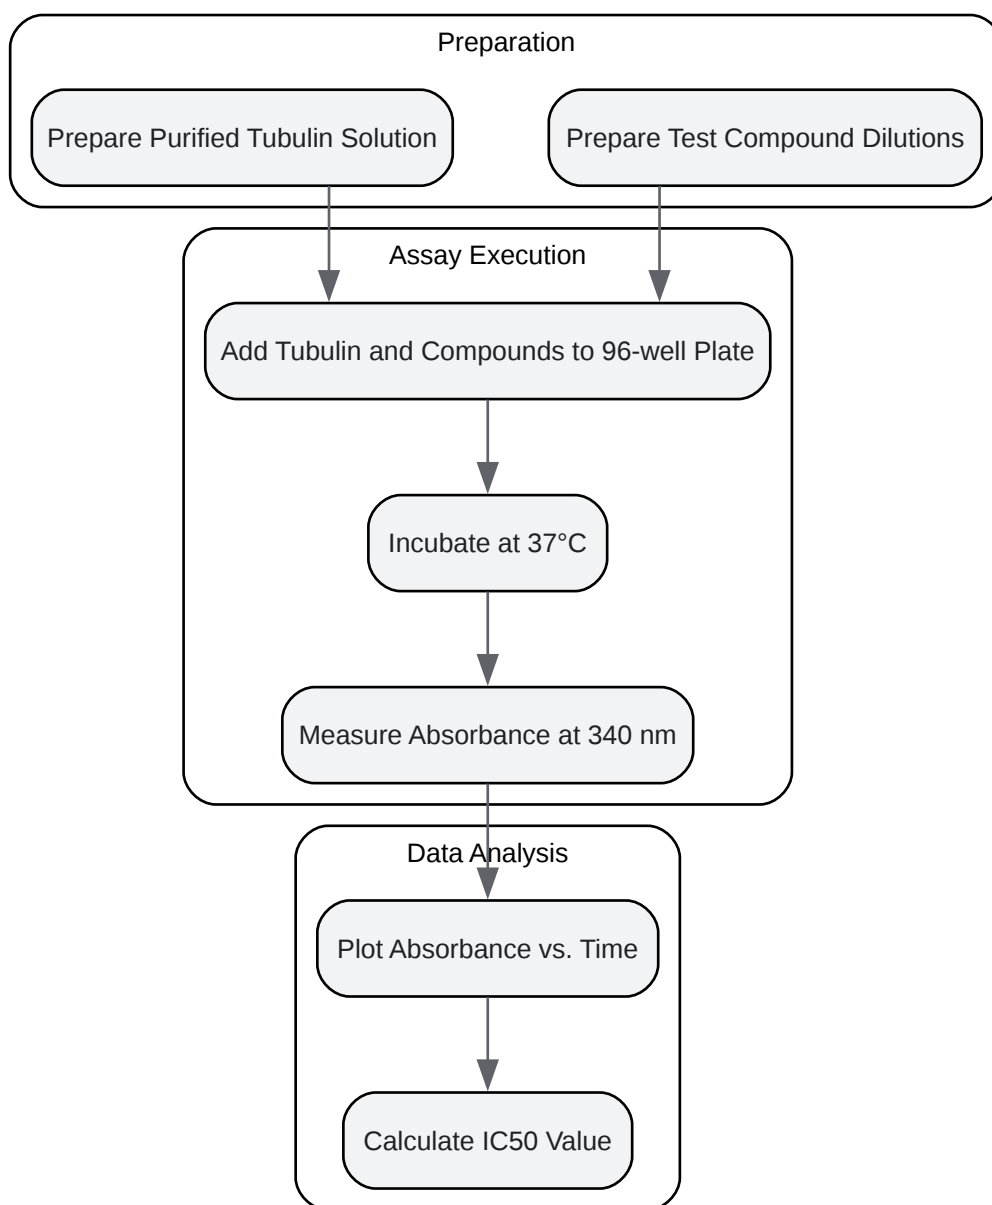 Preparation
Prepare Purified Tubulin Solution
Prepare Test Compound Dilutions
Assay Execution
Add Tubulin and Compounds to 96-well Plate
Incubate at 37°C
Measure Absorbance at 340 nm
Data Analysis
Plot Absorbance vs. Time
Calculate IC50 Value